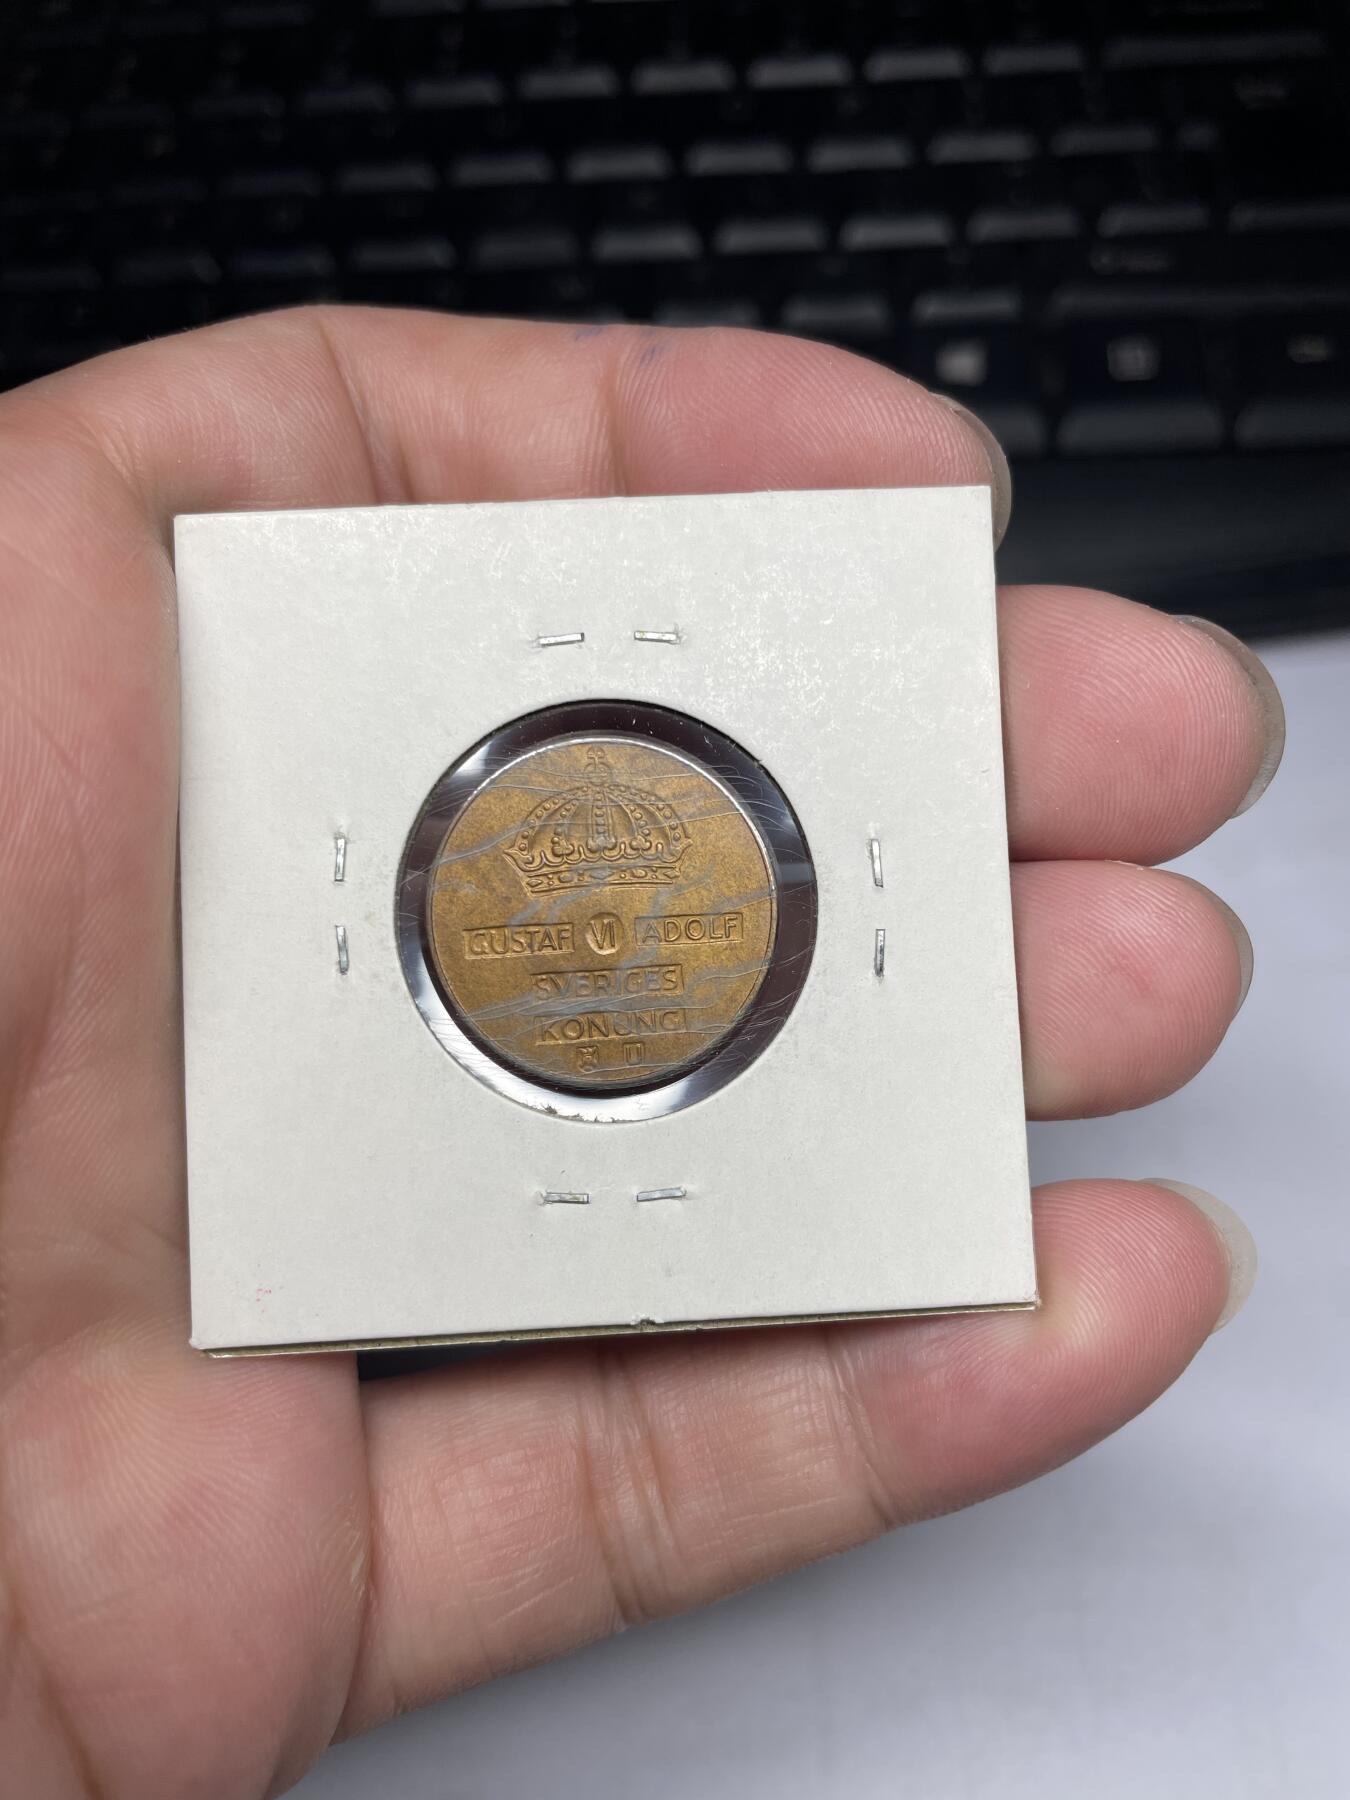 GUSTAF VI ADOLF
SVERIGES
KONUNG
U